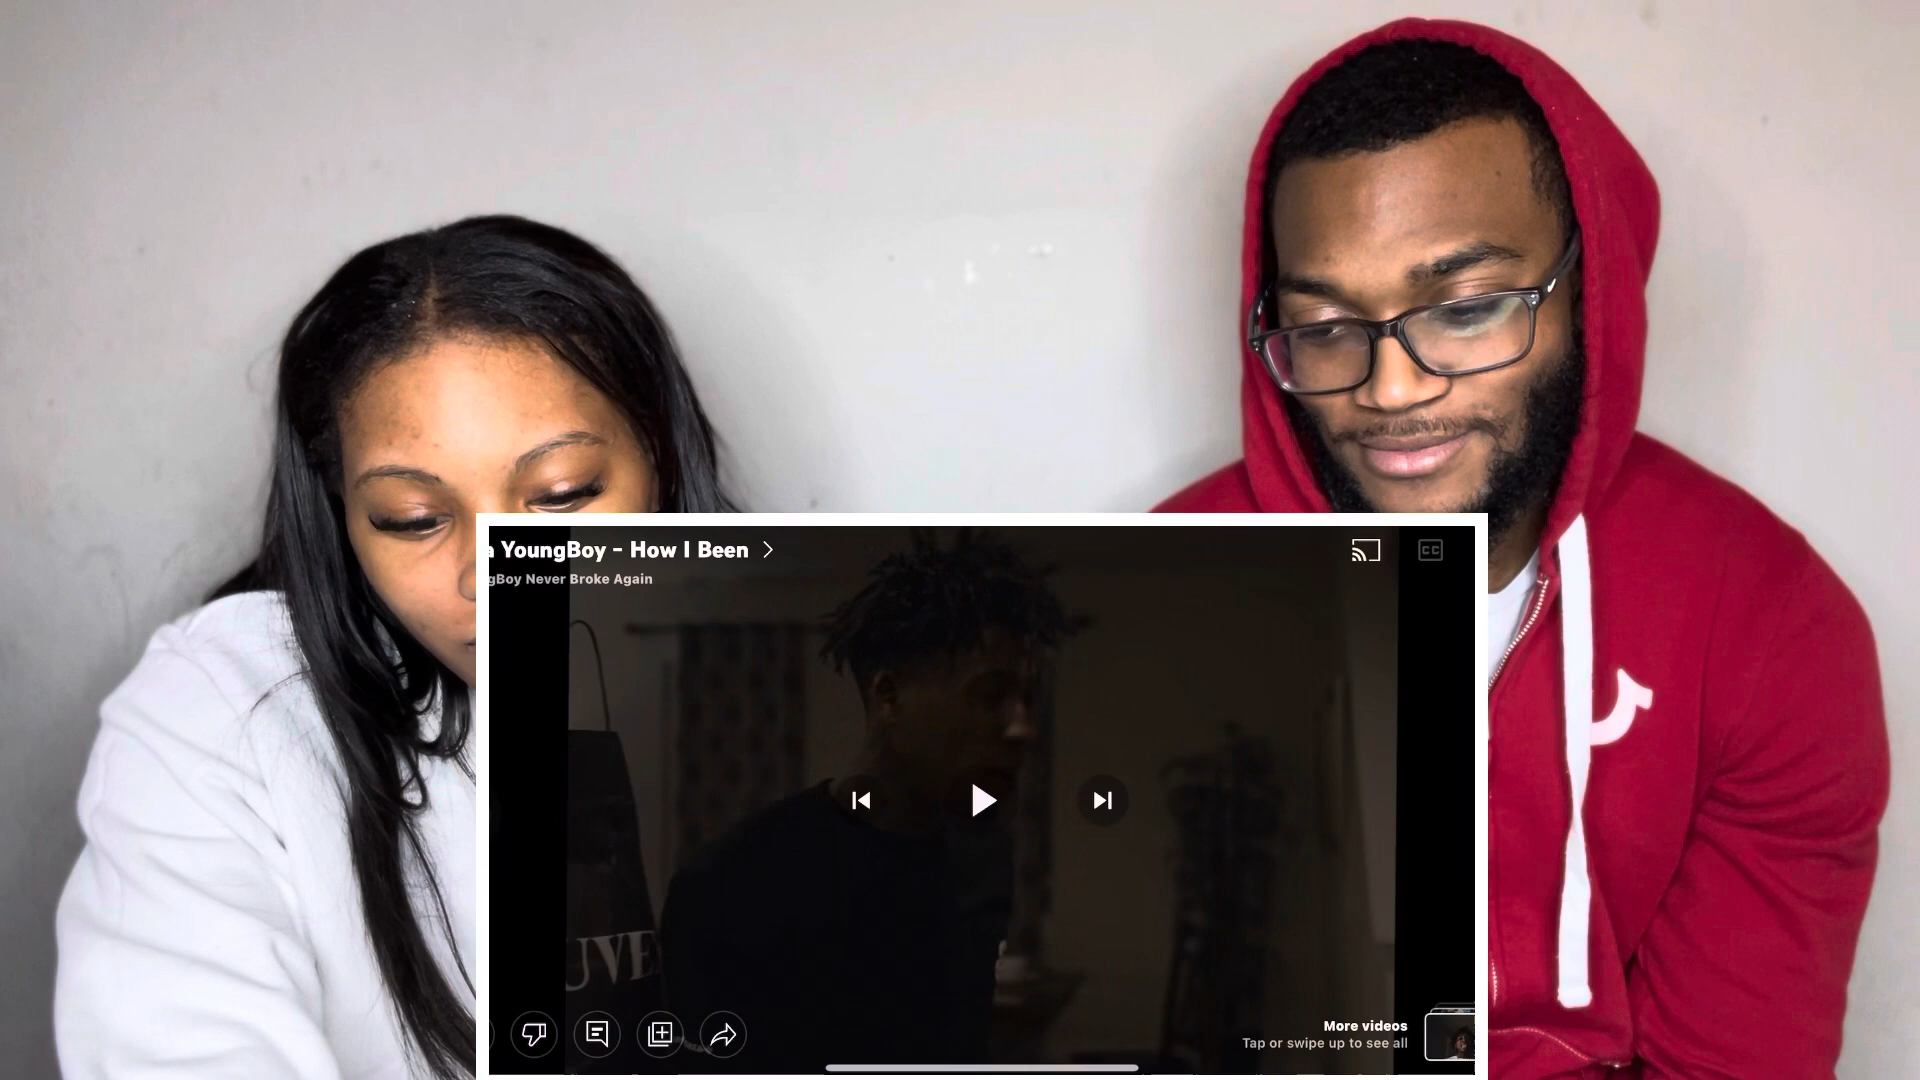 a YoungBoy - How I Been
gBoy Never Broke Again
CC
UVE
More videos
Tap or swipe up to see all